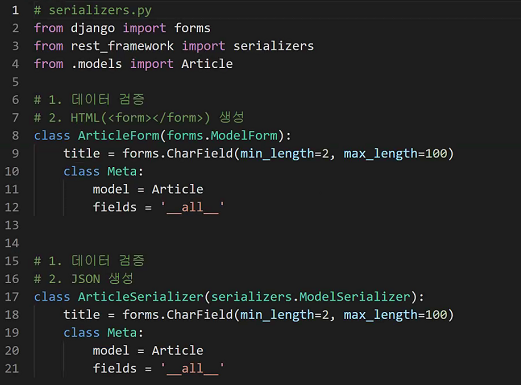 1 # serializers.py
2 from django import forms
3 from rest_framework import serializers
4 from .models import Article
5
6 # 1. 데이터 검증
7 # 2. HTML(<form></form>) 생성
8 class ArticleForm(forms.ModelForm):
9     title = forms.CharField(min_length=2, max_length=100)
10     class Meta:
11         model = Article
12         fields = '__all__'
13
14
15 # 1. 데이터 검증
16 # 2. JSON 생성
17 class ArticleSerializer(serializers.ModelSerializer):
18     title = forms.CharField(min_length=2, max_length=100)
19     class Meta:
20         model = Article
21         fields = '__all__'